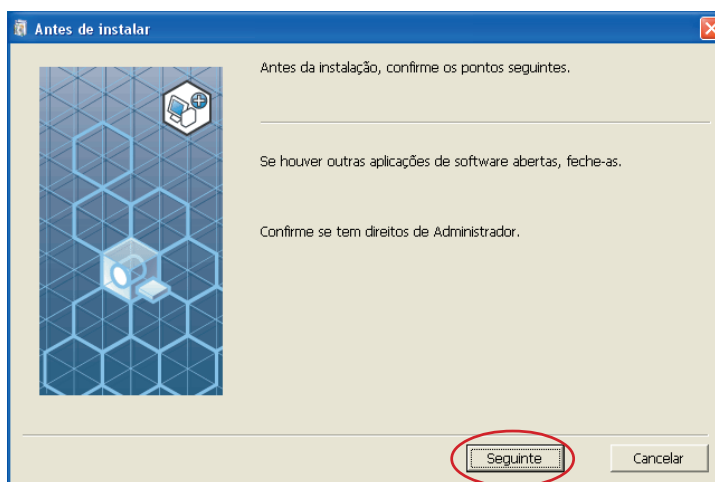 Antes de instalar
Antes da instalação, confirme os pontos seguintes.
Se houver outras aplicações de software abertas, feche-as.
Confirme se tem direitos de Administrador.
Seguinte
Cancelar